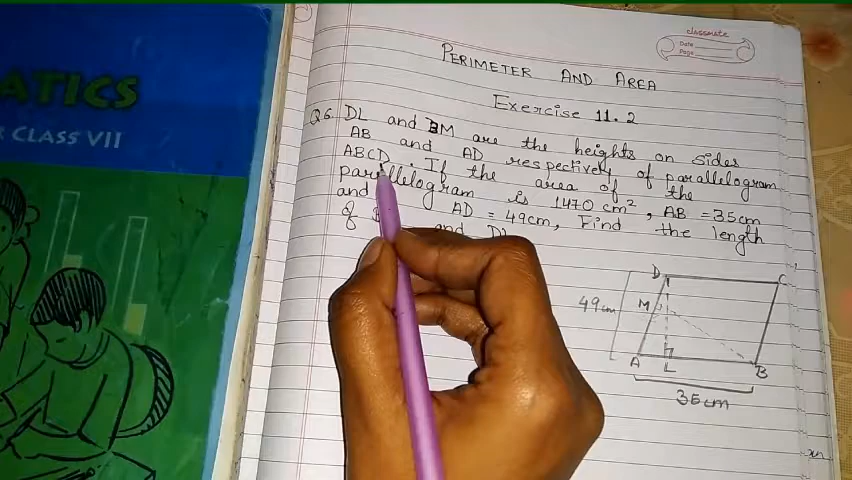 ATICS
CLASS VII
classmate
Date
Page
PERIMETER AND AREA
Exercise 11.2
Q6. DL and BM are the heights on sides
AB and AD respectively of parallelogram
ABCD. If the area of the
parallelogram is 1470 cm², AB = 35cm
and AD = 49cm, Find the length
of and DL
D C
49cm M
A L B
35cm